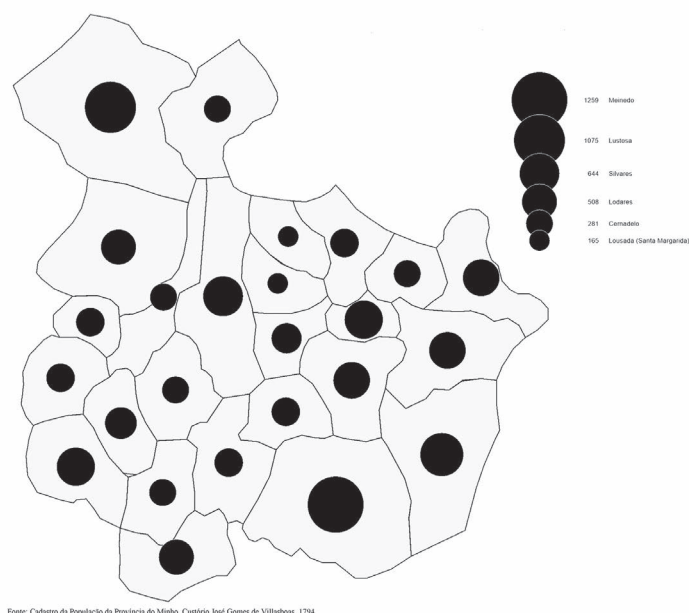 1259 Meinedo
1075 Lustosa
644 Silvares
508 Lodares
281 Cernadelo
165 Lousada (Santa Margarida)
Fonte: Cadastro da População da Província do Minho, Custório José Gomes de Villasboas, 1794